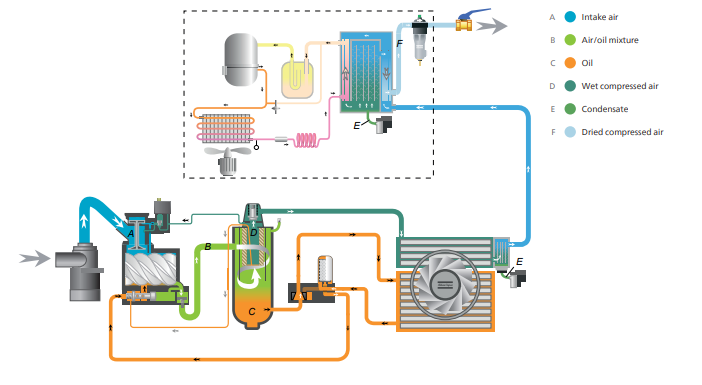 A Intake air
B Air/oil mixture
C Oil
D Wet compressed air
E Condensate
F Dried compressed air
F
E
A
B
D
C
E